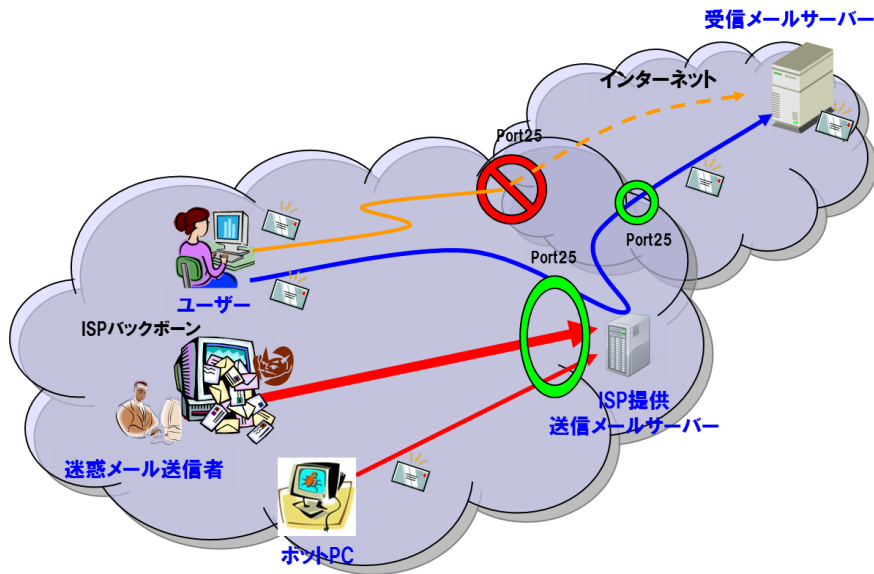 受信メールサーバー
インターネット
Port25
Port25
Port25
ユーザー
ISPバックボーン
ISP提供
送信メールサーバー
迷惑メール送信者
ボットPC